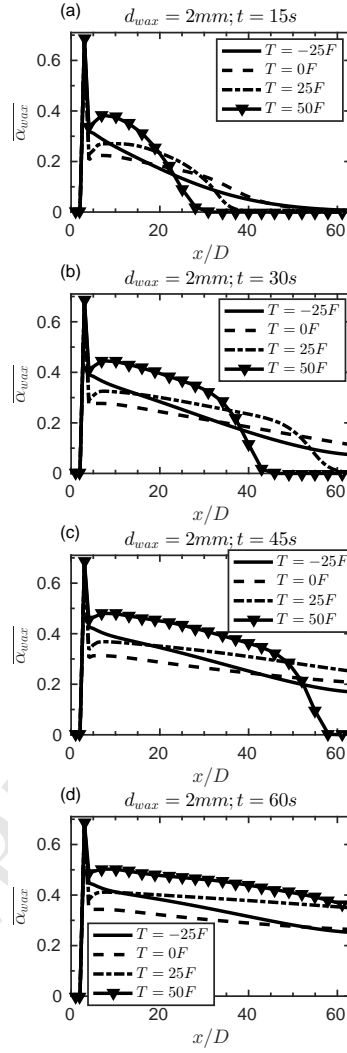 (a)
d_wax = 2mm; t = 15s
T = −25F
T = 0F
T = 25F
T = 50F
0.6
0.4
0.2
0
α_wax
0 20 40 60
x/D
(b)
d_wax = 2mm; t = 30s
T = −25F
T = 0F
T = 25F
T = 50F
0.6
0.4
0.2
0
α_wax
0 20 40 60
x/D
(c)
d_wax = 2mm; t = 45s
T = −25F
T = 0F
T = 25F
T = 50F
0.6
0.4
0.2
0
α_wax
0 20 40 60
x/D
(d)
d_wax = 2mm; t = 60s
0.6
0.4
0.2
0
α_wax
T = −25F
T = 0F
T = 25F
T = 50F
0 20 40 60
x/D